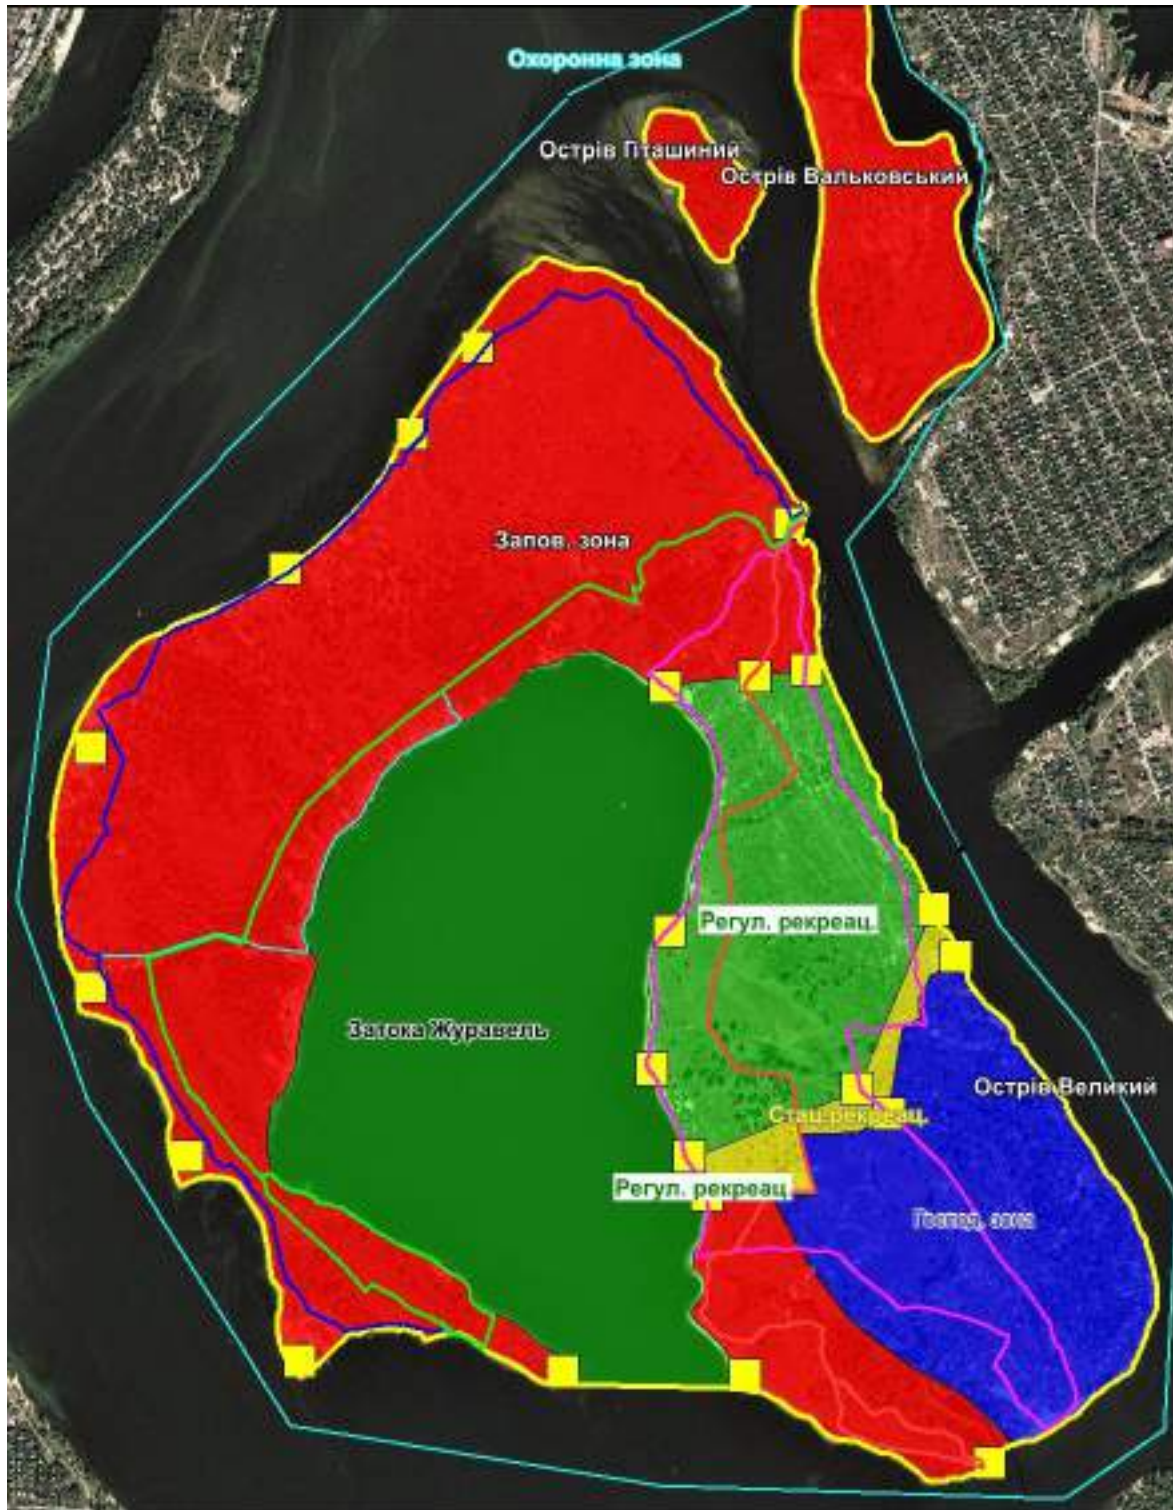 Охоронна зона
Острів Пташиний
Острів Вальковський
Запов. зона
Регул. рекреац.
Затока Журавель
Острів Великий
Стац.рекреац.
Регул. рекреац
Господ. зона